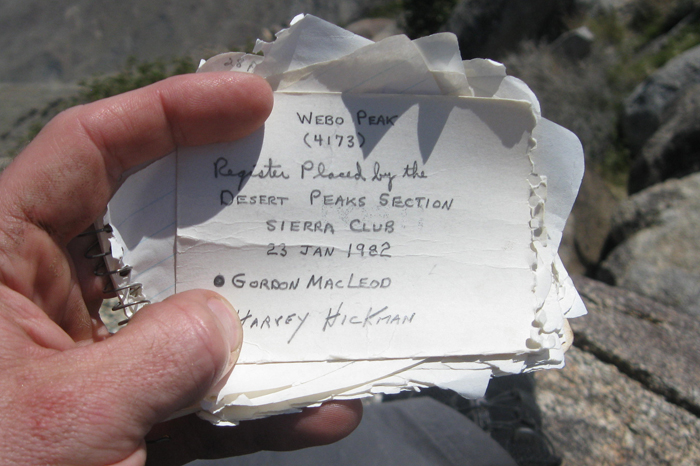 WEBO PEAK
(4173)
Register Placed by the
DESERT PEAKS SECTION
SIERRA CLUB
23 JAN 1982
● GORDON MACLEOD
HARVEY HICKMAN